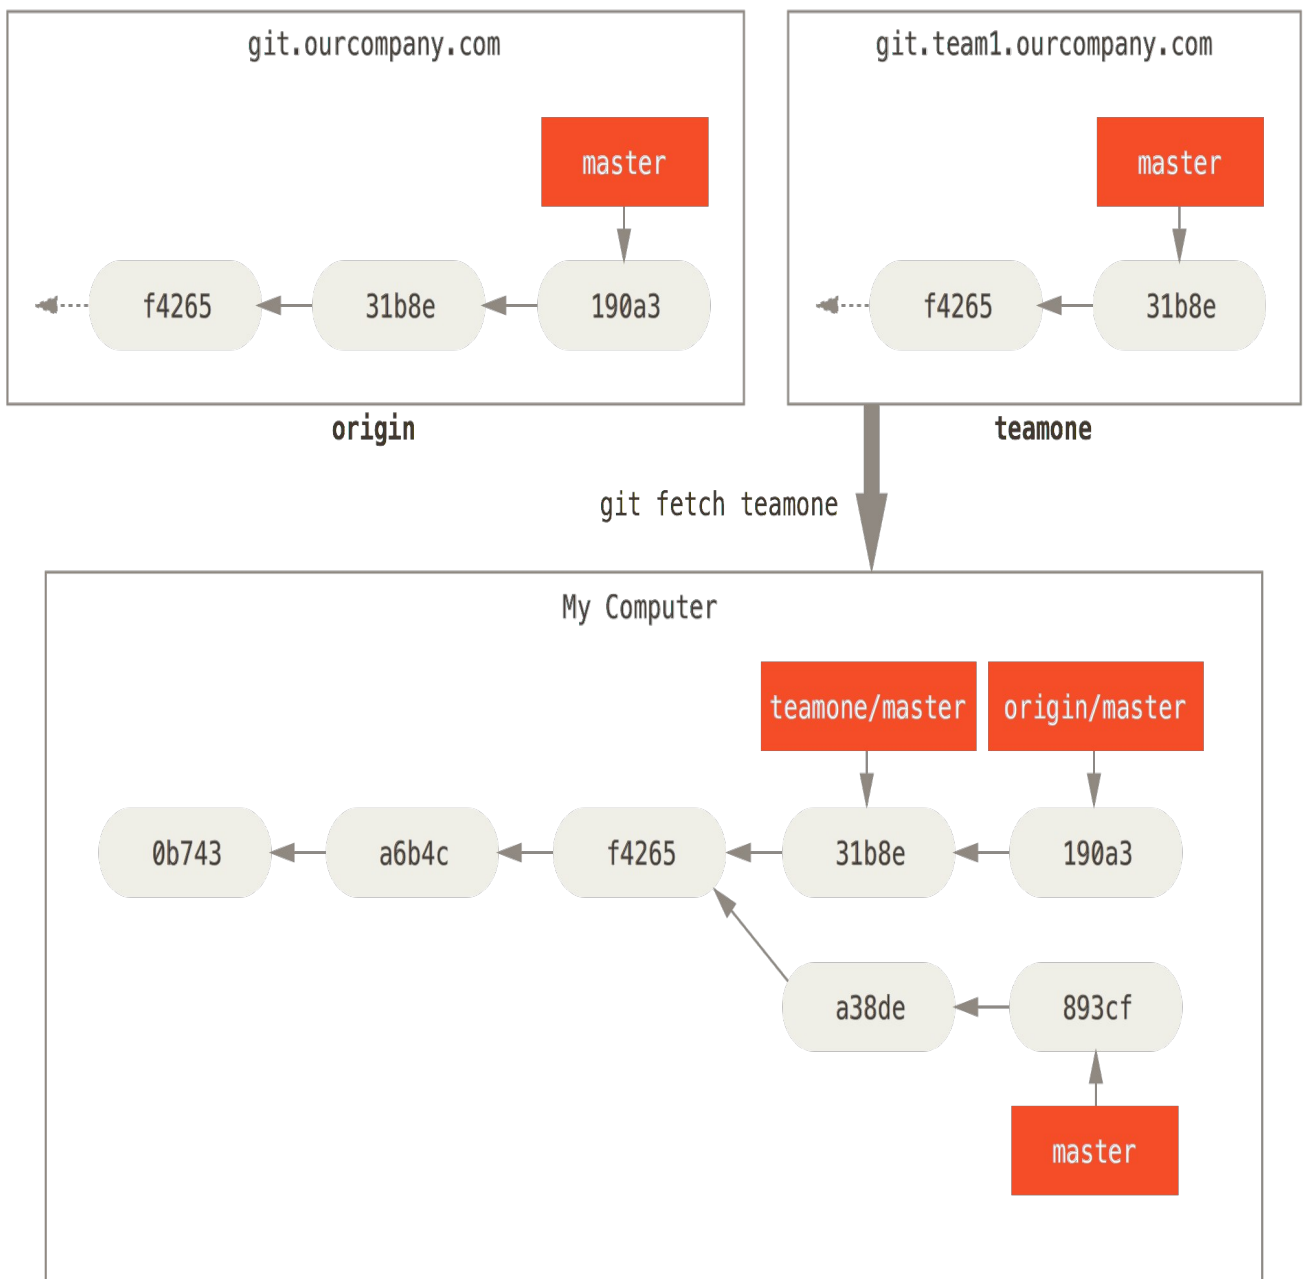 git.ourcompany.com
git.team1.ourcompany.com
master
master
f4265
31b8e
190a3
f4265
31b8e
origin
teamone
git fetch teamone
My Computer
teamone/master
origin/master
0b743
a6b4c
f4265
31b8e
190a3
a38de
893cf
master